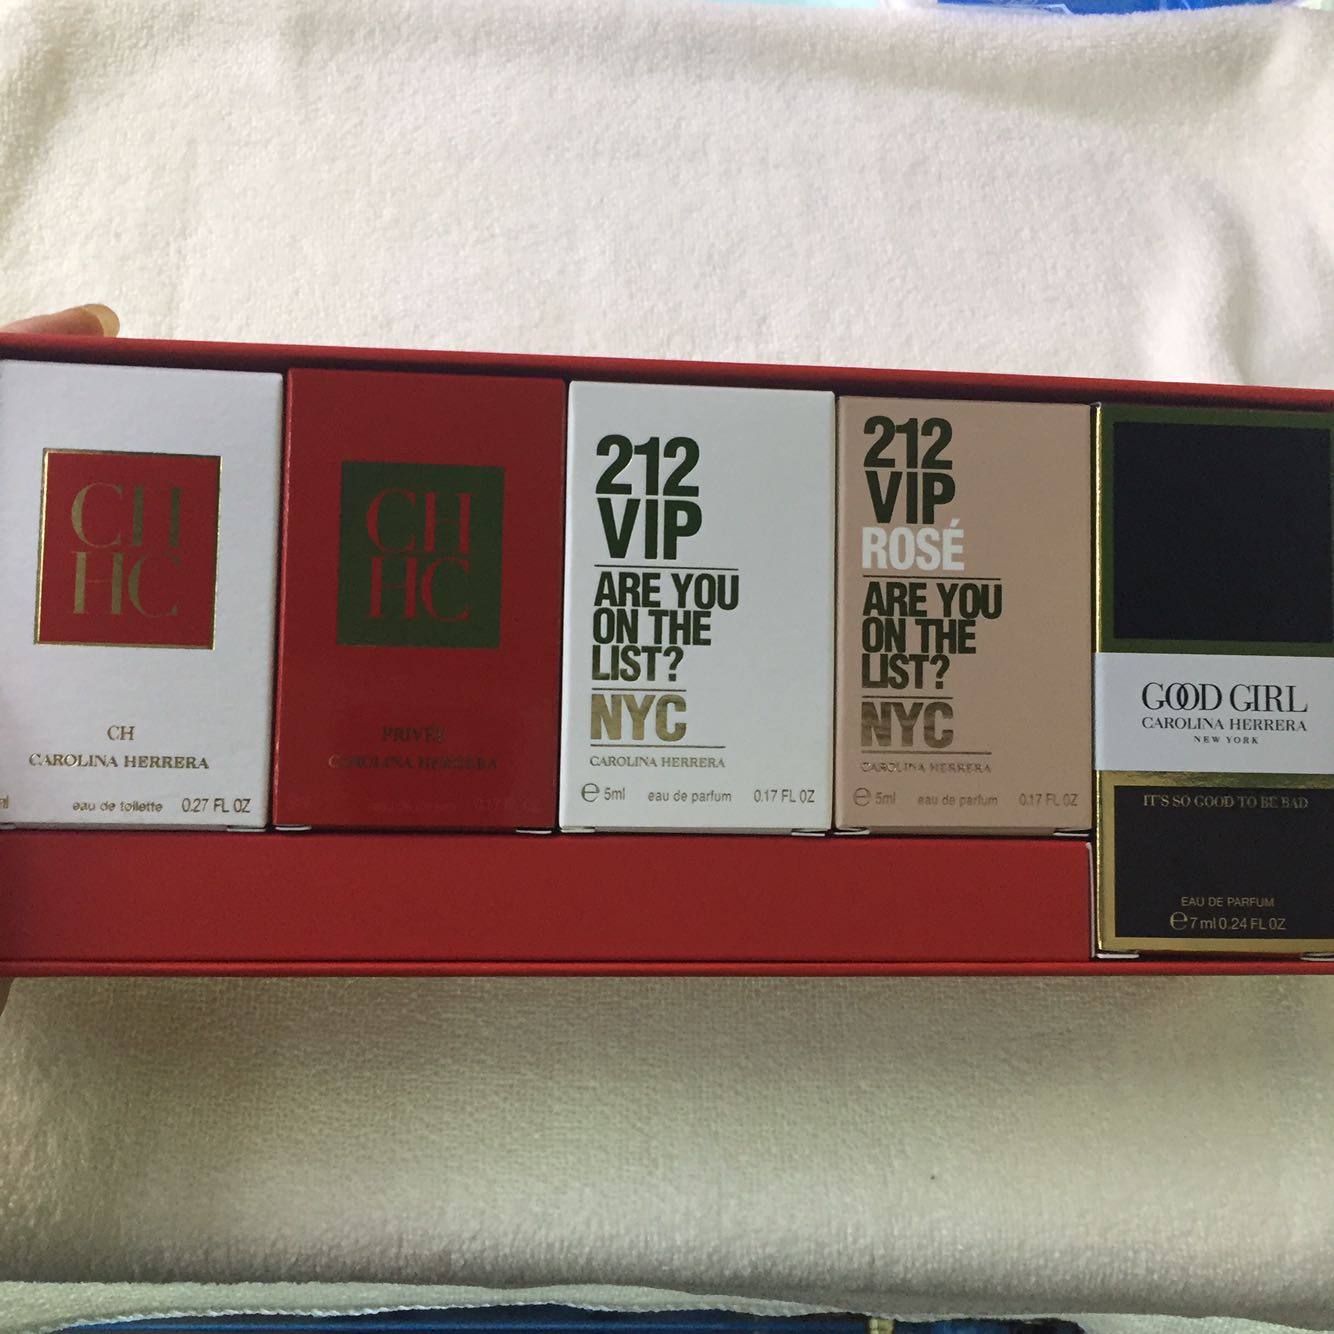 CH
HC
CH
CAROLINA HERRERA
eau de toilette 0.27 FL OZ
CH
HC
PRIVÉE
CAROLINA HERRERA
212
VIP
ARE YOU
ON THE
LIST?
NYC
CAROLINA HERRERA
℮ 5ml eau de parfum 0.17 FL OZ
212
VIP
ROSÉ
ARE YOU
ON THE
LIST?
NYC
CAROLINA HERRERA
℮ 5ml eau de parfum 0.17 FL OZ
GOOD GIRL
CAROLINA HERRERA
NEW YORK
IT'S SO GOOD TO BE BAD
EAU DE PARFUM
℮ 7 ml 0.24 FL OZ